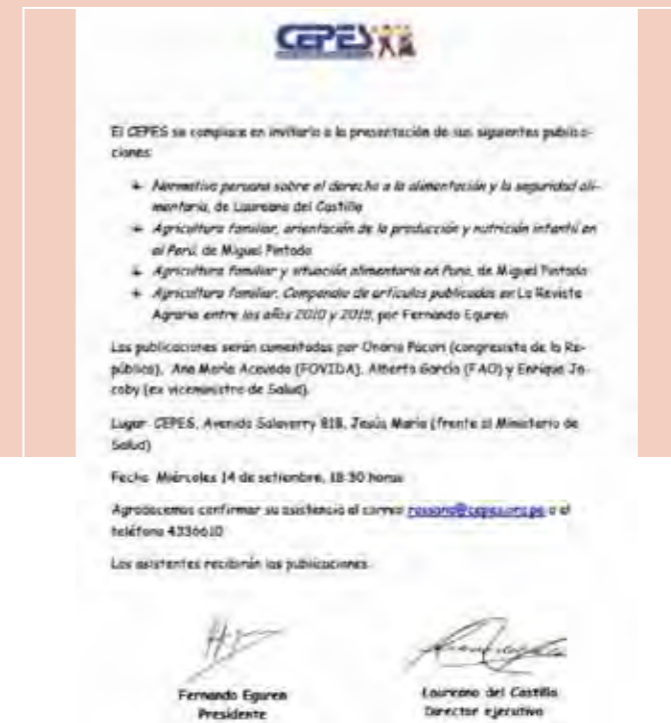 CEPES
El CEPES se complace en invitarlo a la presentación de sus siguientes publica-
ciones:
Normativa peruana sobre el derecho a la alimentación y la seguridad ali-
mentaria, de Laureano del Castillo
Agricultura familiar, orientación de la producción y nutrición infantil en
el Perú, de Miguel Pintado
Agricultura familiar y situación alimentaria en Puno, de Miguel Pintado
Agricultura familiar. Compendio de artículos publicados en La Revista
Agraria entre los años 2010 y 2015, por Fernando Eguren
Las publicaciones serán comentadas por Oracio Pacori (congresista de la Re-
pública), Ana María Acevedo (FOVIDA), Alberto García (FAO) y Enrique Ja-
coby (ex viceministro de Salud).
Lugar: CEPES, Avenida Salaverry 818, Jesús María (frente al Ministerio de
Salud)
Fecha: Miércoles 14 de setiembre, 18:30 horas
Agradecemos confirmar su asistencia al correo @cepes.org.pe o al
teléfono 4336610
Los asistentes recibirán las publicaciones.
Fernando Eguren
Presidente
Laureano del Castillo
Director ejecutivo